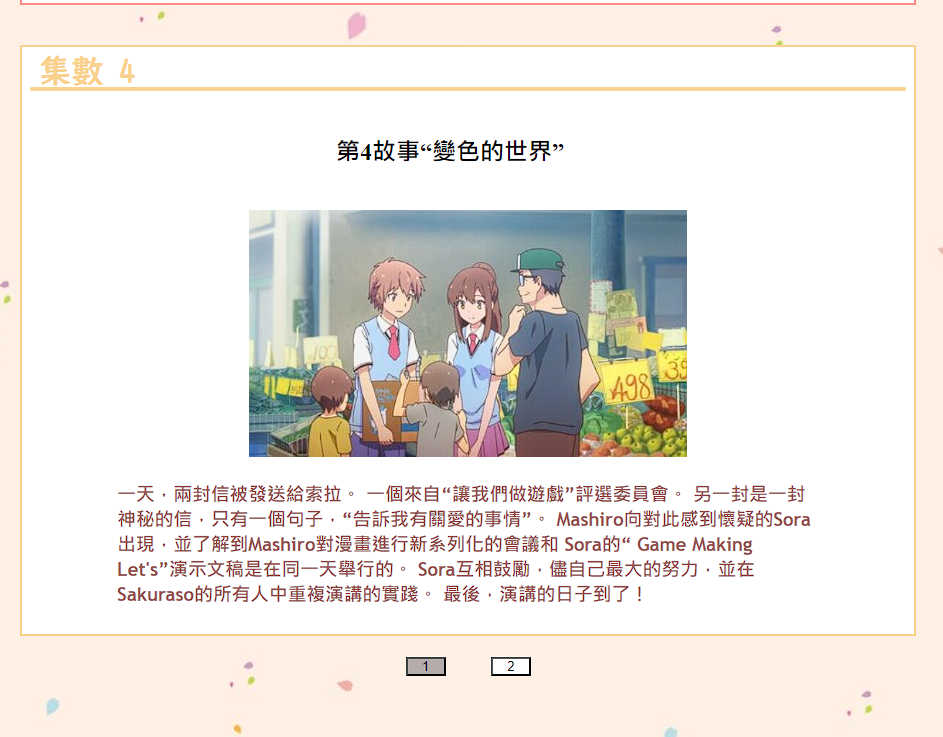 集數 4
第4故事“變色的世界”
100
350
498
39
一天，兩封信被發送給索拉。 一個來自“讓我們做遊戲”評選委員會。 另一封是一封
神秘的信，只有一個句子，“告訴我有關愛的事情”。 Mashiro向對此感到懷疑的Sora
出現，並了解到Mashiro對漫畫進行新系列化的會議和 Sora的“ Game Making
Let's”演示文稿是在同一天舉行的。 Sora互相鼓勵，儘自己最大的努力，並在
Sakuraso的所有人中重複演講的實踐。 最後，演講的日子到了！
1
2